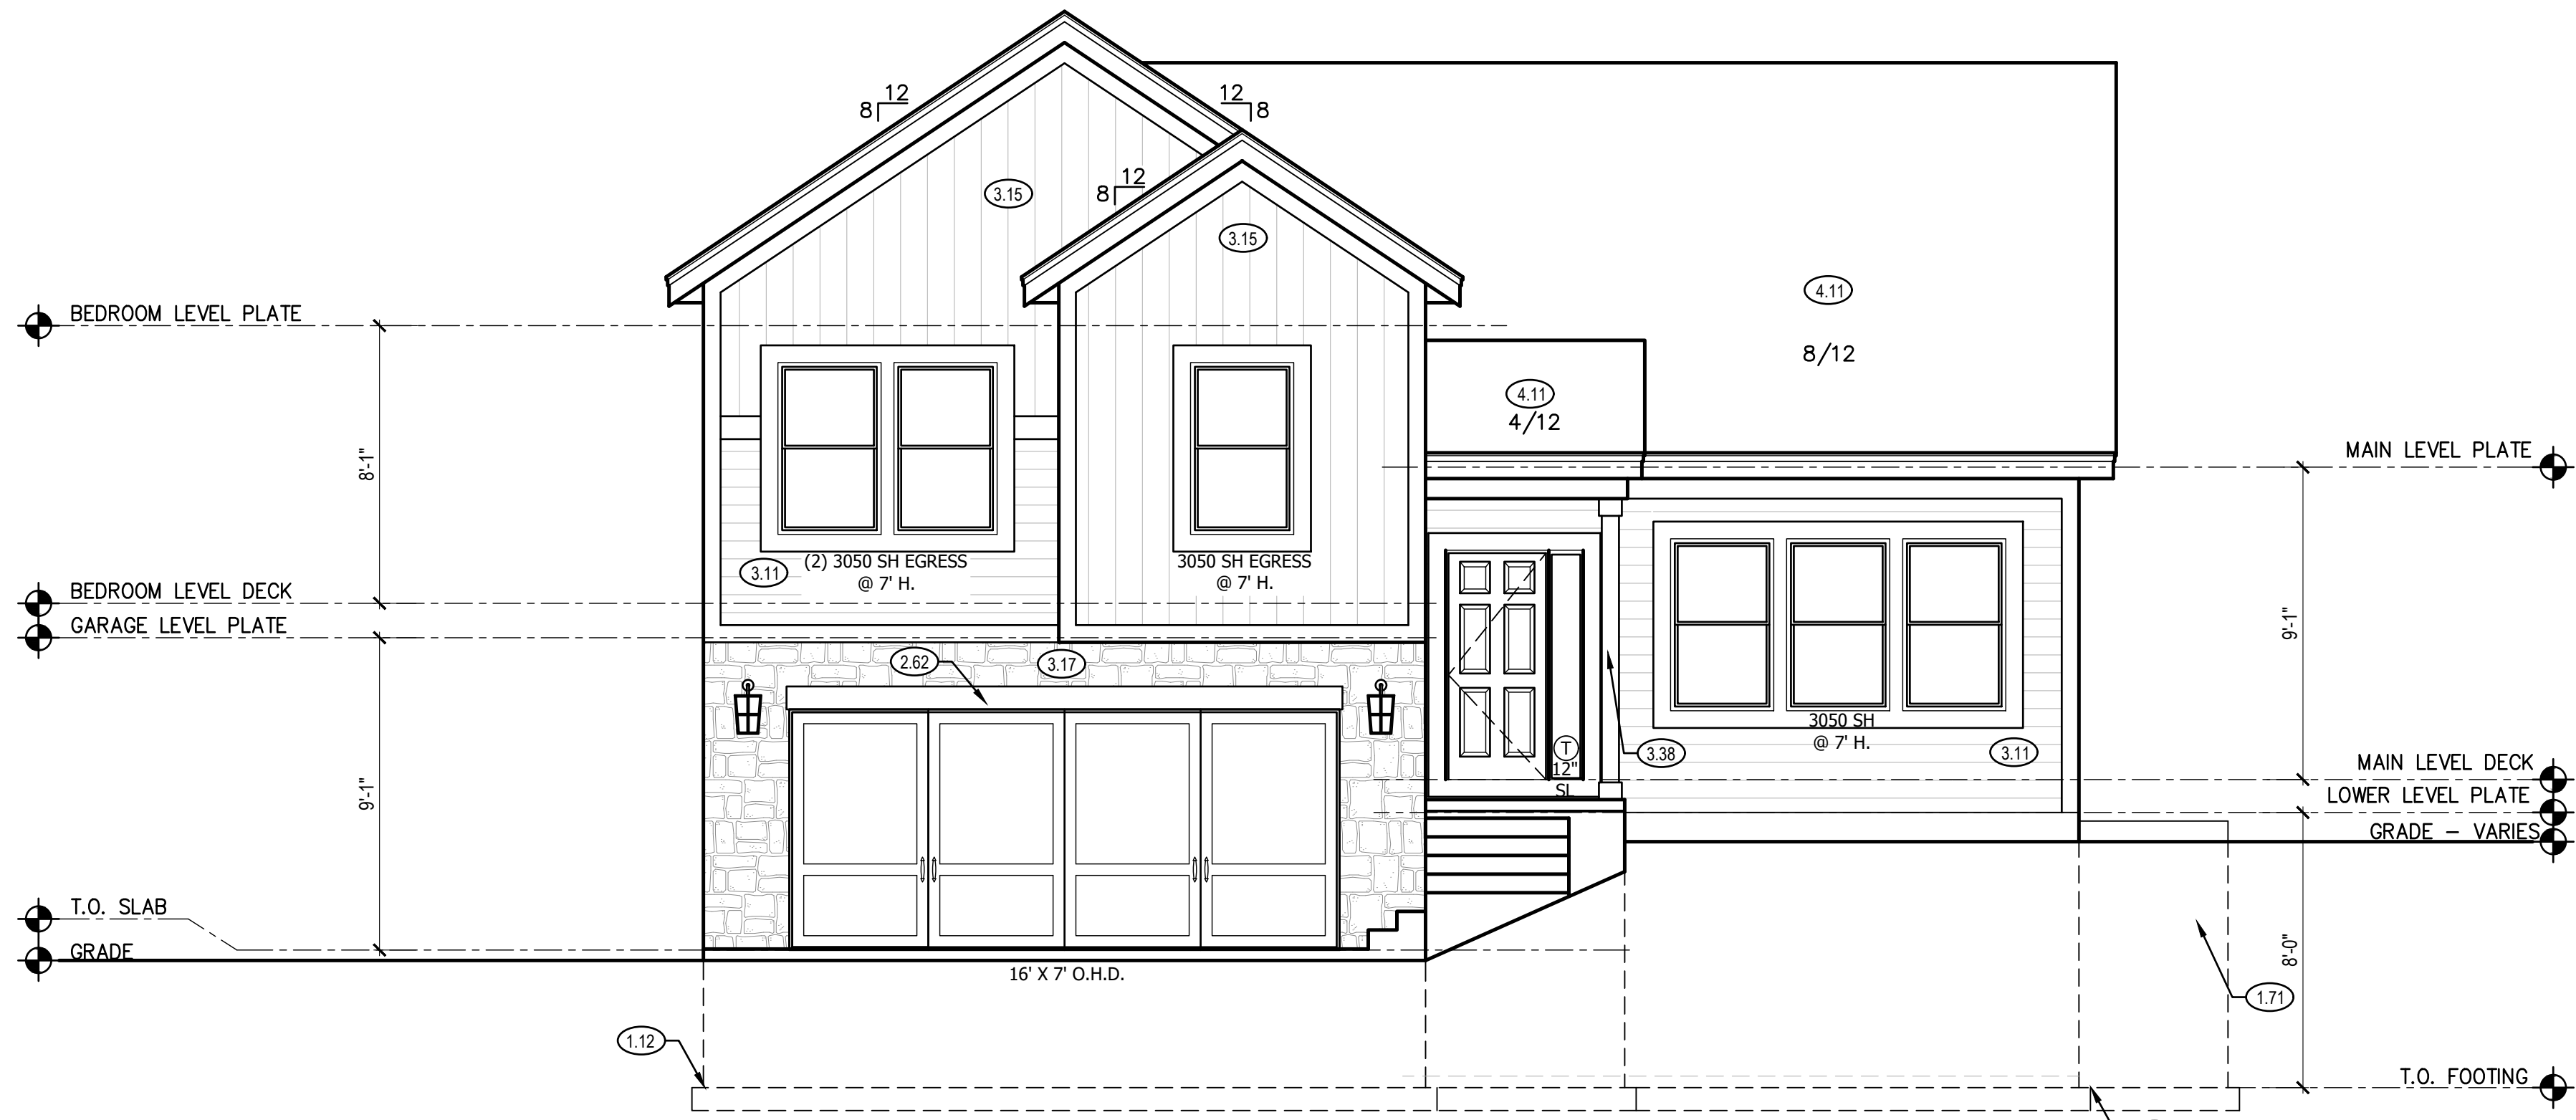 12
8
12
8
12
8
3.15
3.15
4.11
8/12
4.11
4/12
BEDROOM LEVEL PLATE
8'-1"
BEDROOM LEVEL DECK
GARAGE LEVEL PLATE
9'-1"
T.O. SLAB
GRADE
3.11
(2) 3050 SH EGRESS
@ 7' H.
3050 SH EGRESS
@ 7' H.
2.62
3.17
16' X 7' O.H.D.
T
12"
SL
3.38
3050 SH
@ 7' H.
3.11
MAIN LEVEL PLATE
9'-1"
MAIN LEVEL DECK
LOWER LEVEL PLATE
GRADE - VARIES
8'-0"
1.71
1.12
T.O. FOOTING